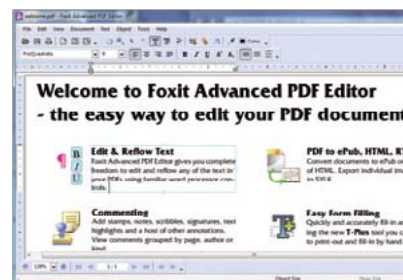 welcome.pdf - Foxit Advanced PDF Editor
File Edit View Document Text Object Tools Help
Welcome to Foxit Advanced PDF Editor
- the easy way to edit your PDF document
Edit & Reflow Text
Foxit Advanced PDF Editor gives you complete
freedom to edit and reflow any of the text in
your PDFs using familiar word processor con-
trols.
PDF to ePub, HTML, R
Convert documents to ePub o
of HTML. Export individual ima
Commenting
Add stamps, notes, scribbles, signatures, text
highlights and a host of other annotations.
View comments grouped by page, author or
Easy Form Filling
Quickly and accurately fill-in a
ing the new T-Plus tool you c
to print-out and fill-in by hand.
1/1